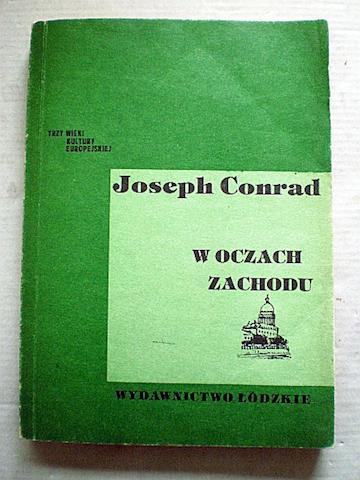 TRZY WIEKI
KULTURY
EUROPEJSKIEJ
Joseph Conrad
W OCZACH
ZACHODU
WYDAWNICTWO ŁÓDZKIE